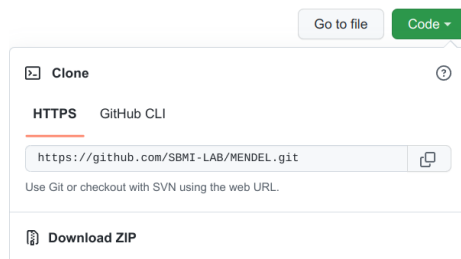 Go to file Code
Clone
HTTPS GitHub CLI
https://github.com/SBMI-LAB/MENDEL.git
Use Git or checkout with SVN using the web URL.
Download ZIP